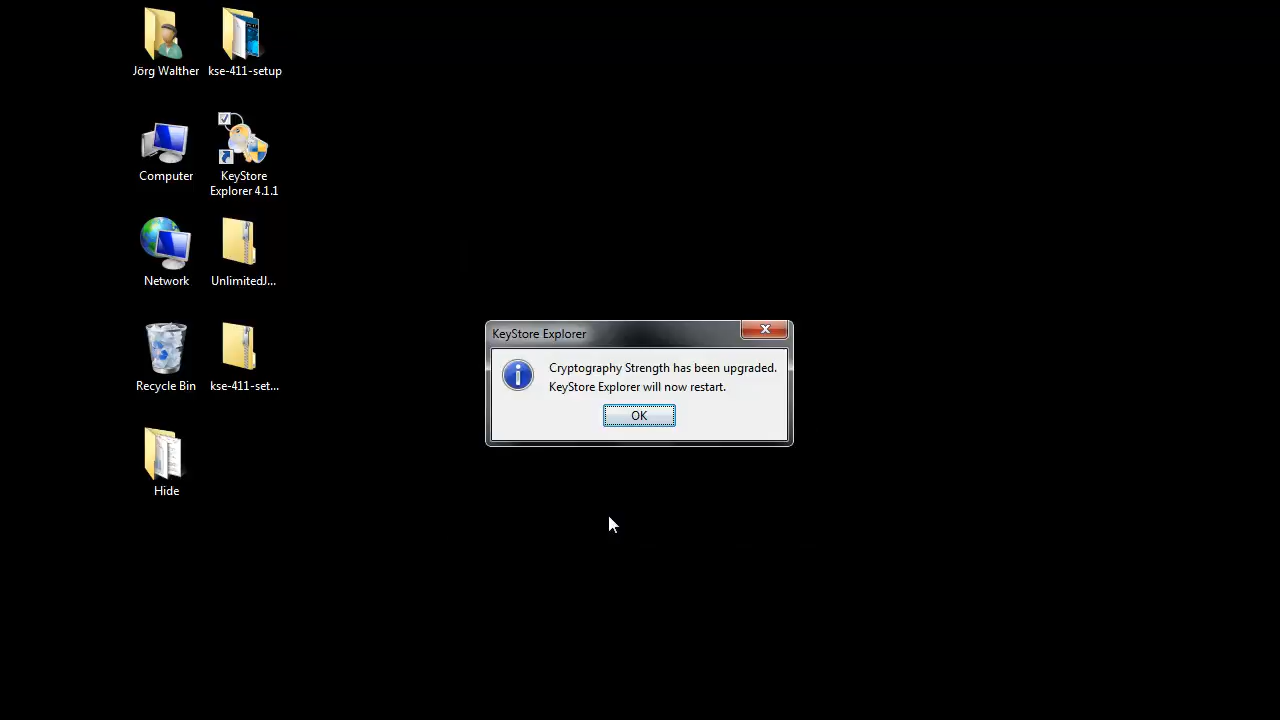 Jörg Walther
kse-411-setup
Computer
KeyStore
Explorer 4.1.1
Network
UnlimitedJ...
Recycle Bin
kse-411-set...
Hide
KeyStore Explorer
Cryptography Strength has been upgraded.
KeyStore Explorer will now restart.
OK